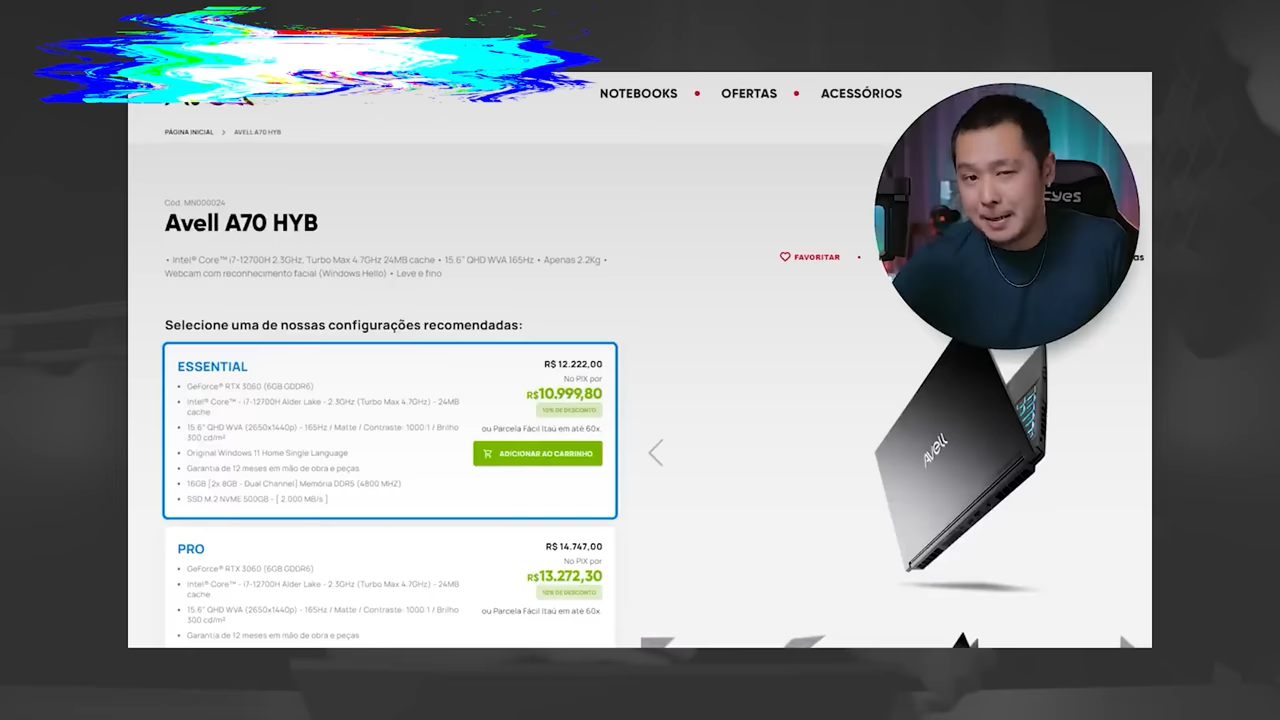 NOTEBOOKS • OFERTAS • ACESSÓRIOS
PÁGINA INICIAL > AVELL A70 HYB
Cód. MN000024
Avell A70 HYB
• Intel® Core™ i7-12700H 2.3GHz, Turbo Max 4.7GHz 24MB cache • 15.6" QHD WVA 165Hz • Apenas 2.2Kg •
Webcam com reconhecimento facial (Windows Hello) • Leve e fino
FAVORITAR •
as
Selecione uma de nossas configurações recomendadas:
ESSENTIAL
• GeForce® RTX 3060 (6GB GDDR6)
• Intel® Core™ - i7-12700H Alder Lake - 2.3GHz (Turbo Max 4.7GHz) - 24MB
cache
• 15.6" QHD WVA (2650x1440p) - 165Hz / Matte / Contraste: 1000:1 / Brilho
300 cd/m²
• Original Windows 11 Home Single Language
• Garantia de 12 meses em mão de obra e peças
• 16GB [2x 8GB - Dual Channel] Memória DDR5 (4800 MHZ)
• SSD M.2 NVME 500GB - [ 2.000 MB/s ]
R$ 12.222,00
No PIX por
R$10.999,80
10% DE DESCONTO
ou Parcela Fácil Itaú em até 60x.
ADICIONAR AO CARRINHO
PRO
• GeForce® RTX 3060 (6GB GDDR6)
• Intel® Core™ - i7-12700H Alder Lake - 2.3GHz (Turbo Max 4.7GHz) - 24MB
cache
• 15.6" QHD WVA (2650x1440p) - 165Hz / Matte / Contraste: 1000:1 / Brilho
300 cd/m²
• Garantia de 12 meses em mão de obra e peças
R$ 14.747,00
No PIX por
R$13.272,30
10% DE DESCONTO
ou Parcela Fácil Itaú em até 60x.
Avell